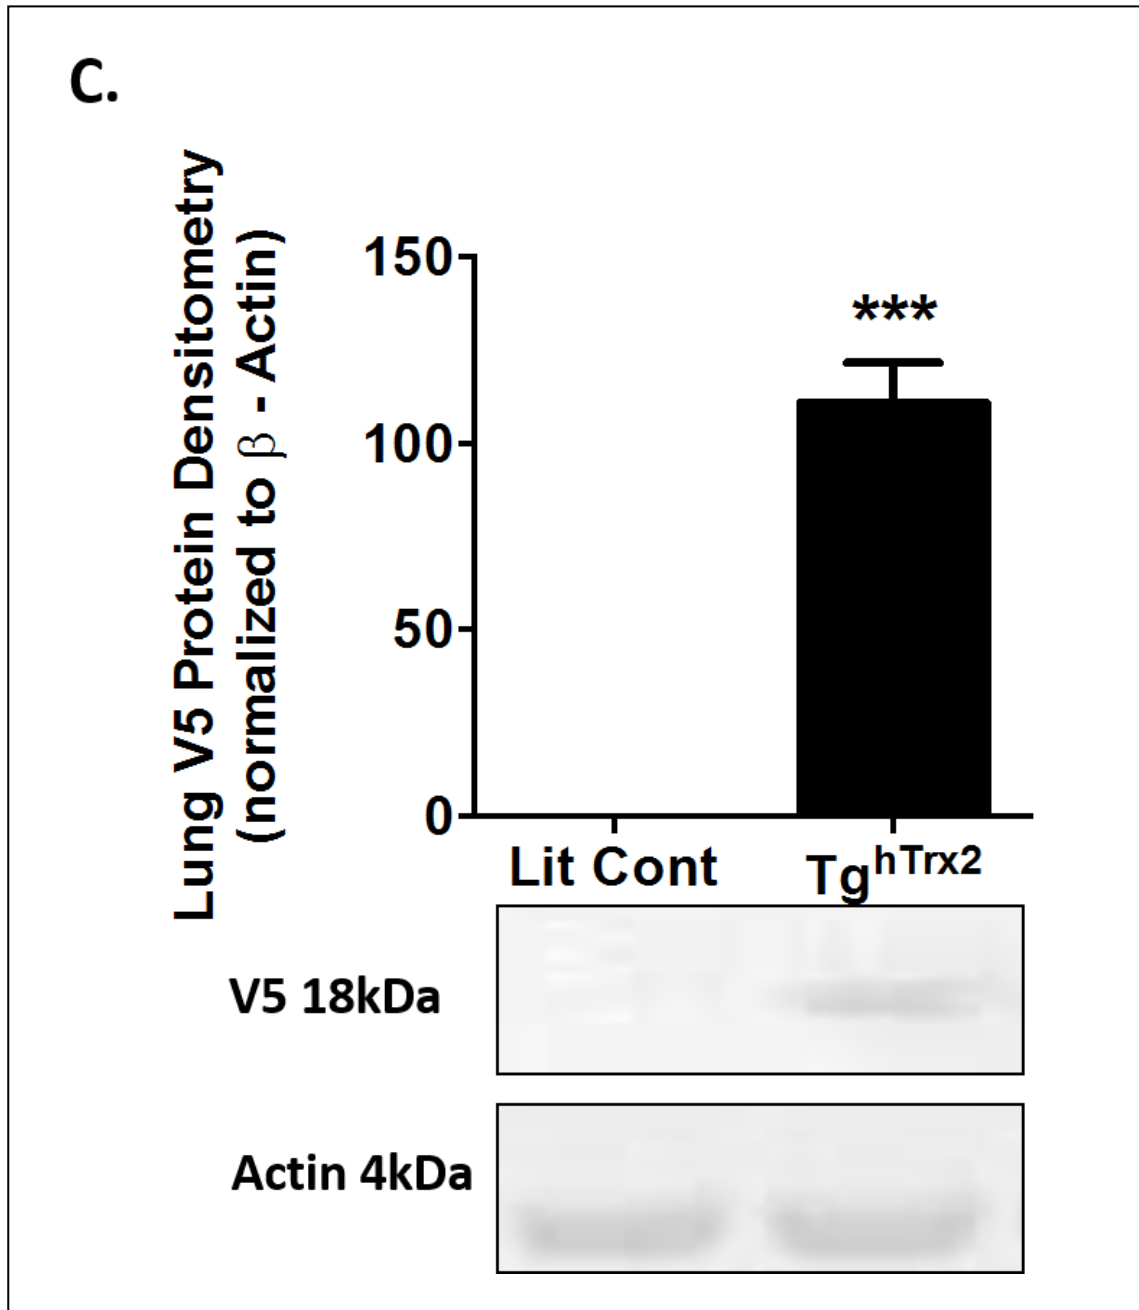 C.
Lung V5 Protein Densitometry
(normalized to β - Actin)
150
100
50
0
***
Lit Cont
Tg^hTrx2
V5 18kDa
Actin 4kDa